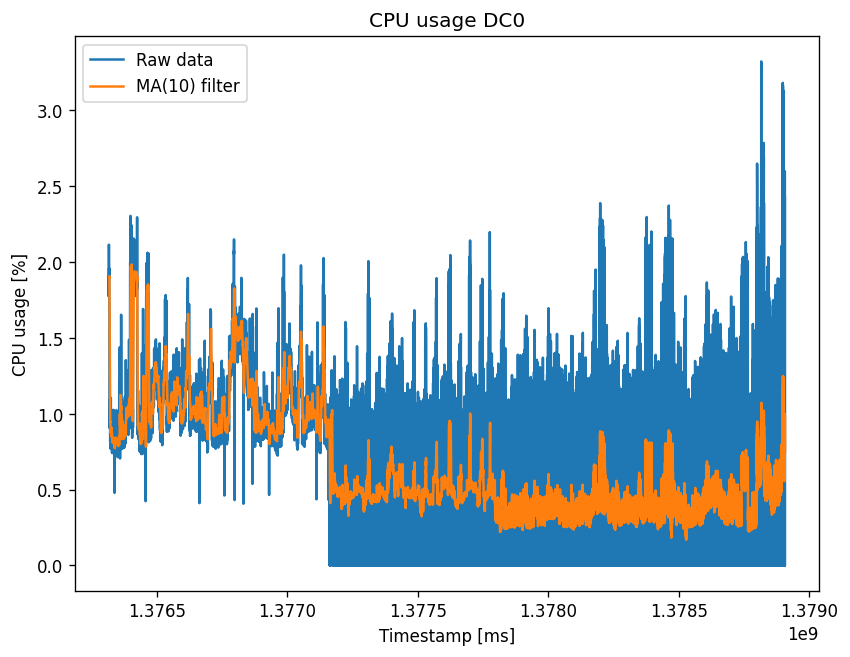 CPU usage DC0
Raw data
MA(10) filter
CPU usage [%]
3.0
2.5
2.0
1.5
1.0
0.5
0.0
1.3765 1.3770 1.3775 1.3780 1.3785 1.3790
1e9
Timestamp [ms]